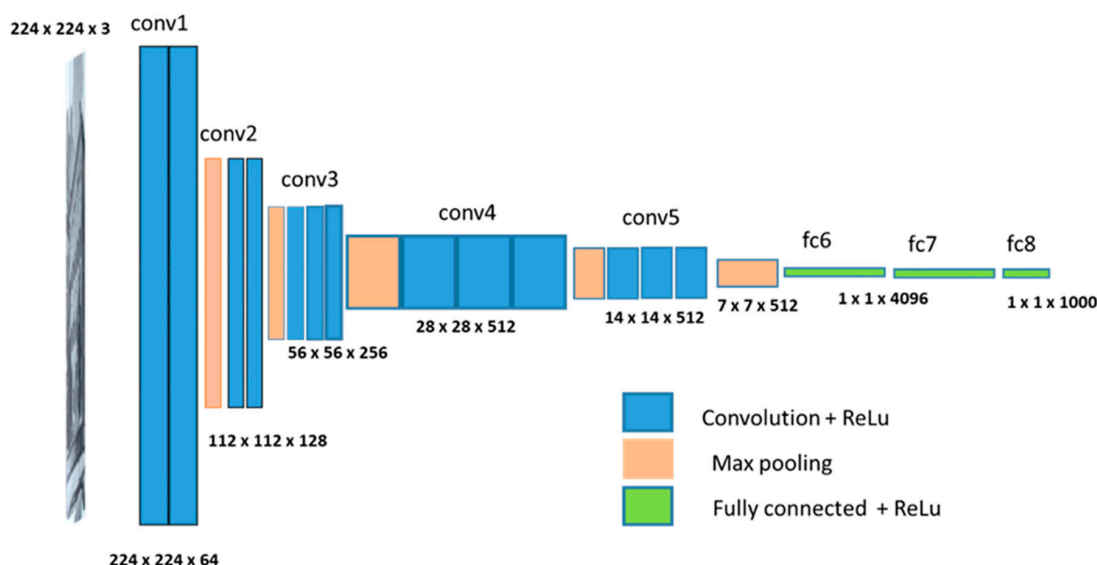 224 x 224 x 3
conv1
conv2
conv3
conv4
conv5
fc6
fc7
fc8
224 x 224 x 64
112 x 112 x 128
56 x 56 x 256
28 x 28 x 512
14 x 14 x 512
7 x 7 x 512
1 x 1 x 4096
1 x 1 x 1000
Convolution + ReLu
Max pooling
Fully connected + ReLu